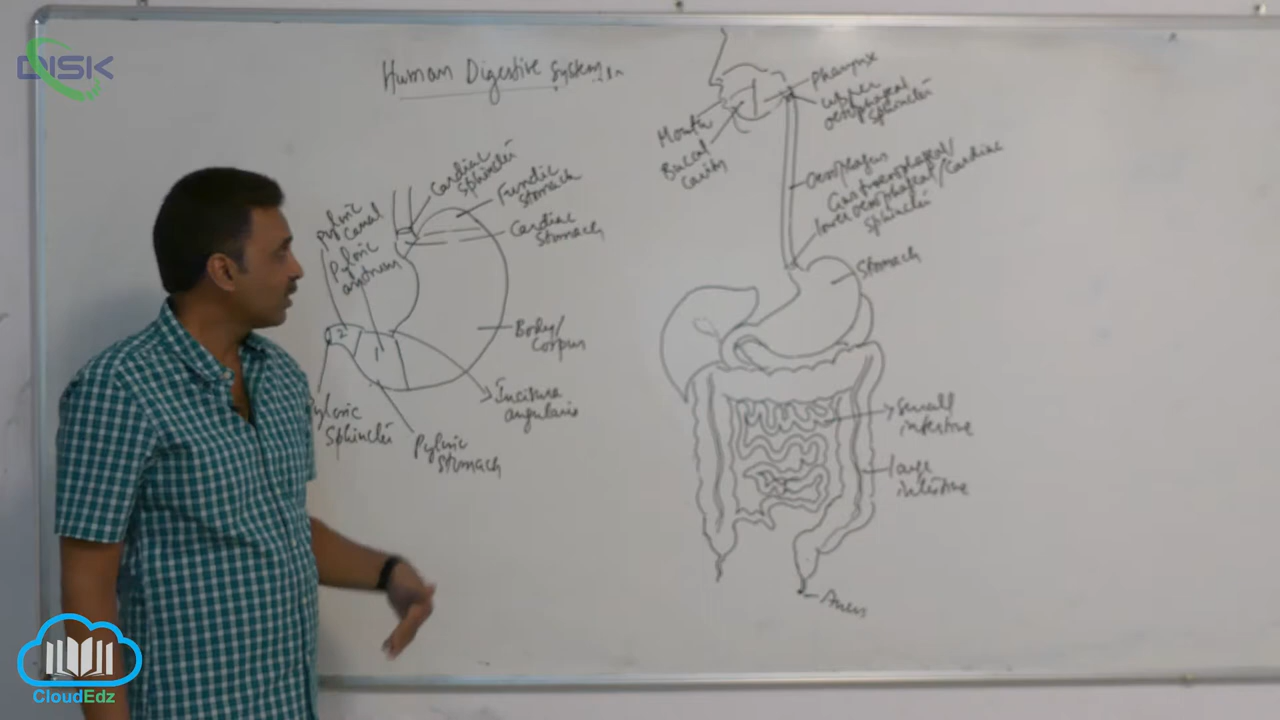 DISK
Human Digestive System
Cardiac
Sphincter
Fundic
Stomach
Cardiac
Stomach
Pyloric
Canal
Pyloric
antrum
2
1
Body/
Corpus
Incisura
angularis
Pyloric
Sphincter
Pyloric
Stomach
Pharynx
upper
oesophageal
sphincter
Mouth
Buccal
cavity
oesophagus
Gastroesophageal/
lower oesophageal/Cardiac
sphincter
Stomach
Small
intestine
large
intestine
Anus
CloudEdz